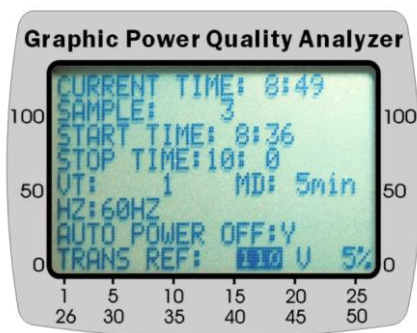 Graphic Power Quality Analyzer
CURRENT TIME: 8:49
SAMPLE: 3
START TIME: 8:36
STOP TIME:10: 0
VT: 1 MD: 5min
HZ:60HZ
AUTO POWER OFF:Y
TRANS REF: 110 V 5%
100 100
50 50
0 0
1 5 10 15 20 25
26 30 35 40 45 50